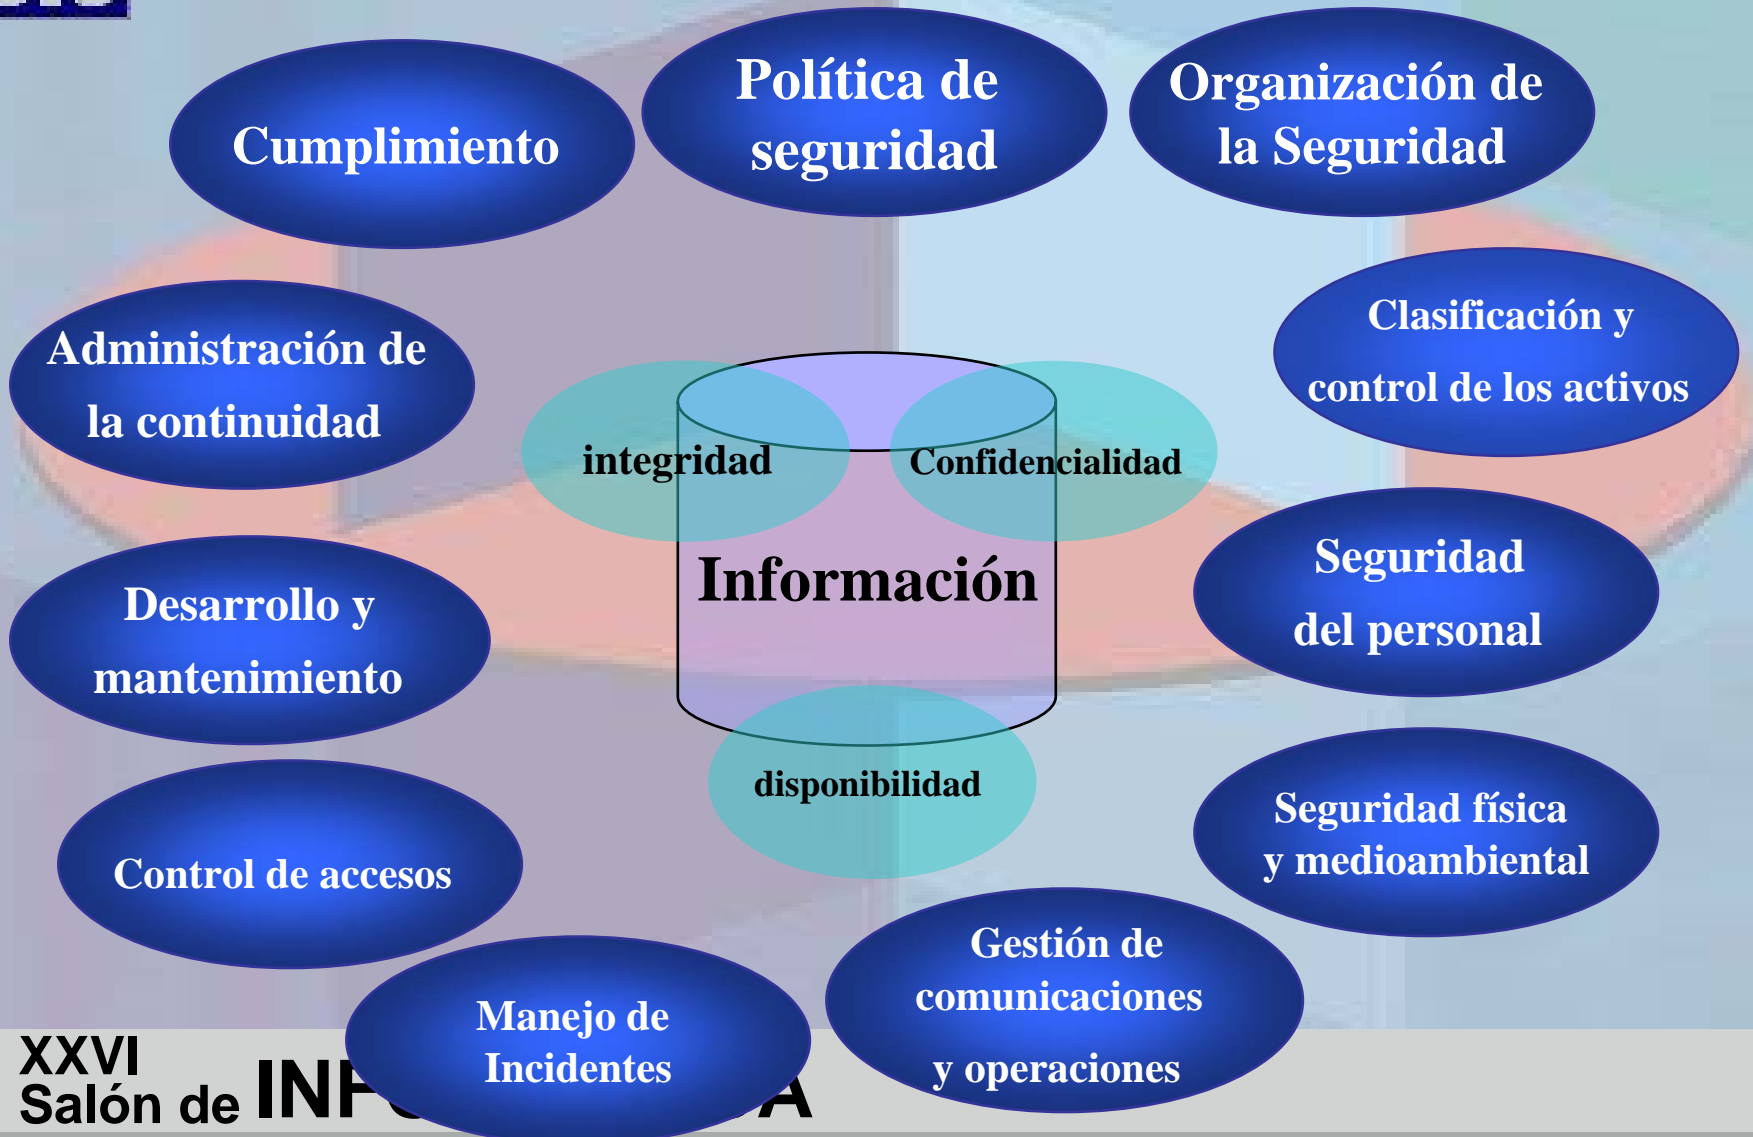 Política de
seguridad
Organización de
la Seguridad
Cumplimiento
Clasificación y
control de los activos
Administración de
la continuidad
integridad
Confidencialidad
Información
Seguridad
del personal
Desarrollo y
mantenimiento
disponibilidad
Seguridad física
y medioambiental
Control de accesos
Gestión de
comunicaciones
y operaciones
Manejo de
Incidentes
XXVI
Salón de